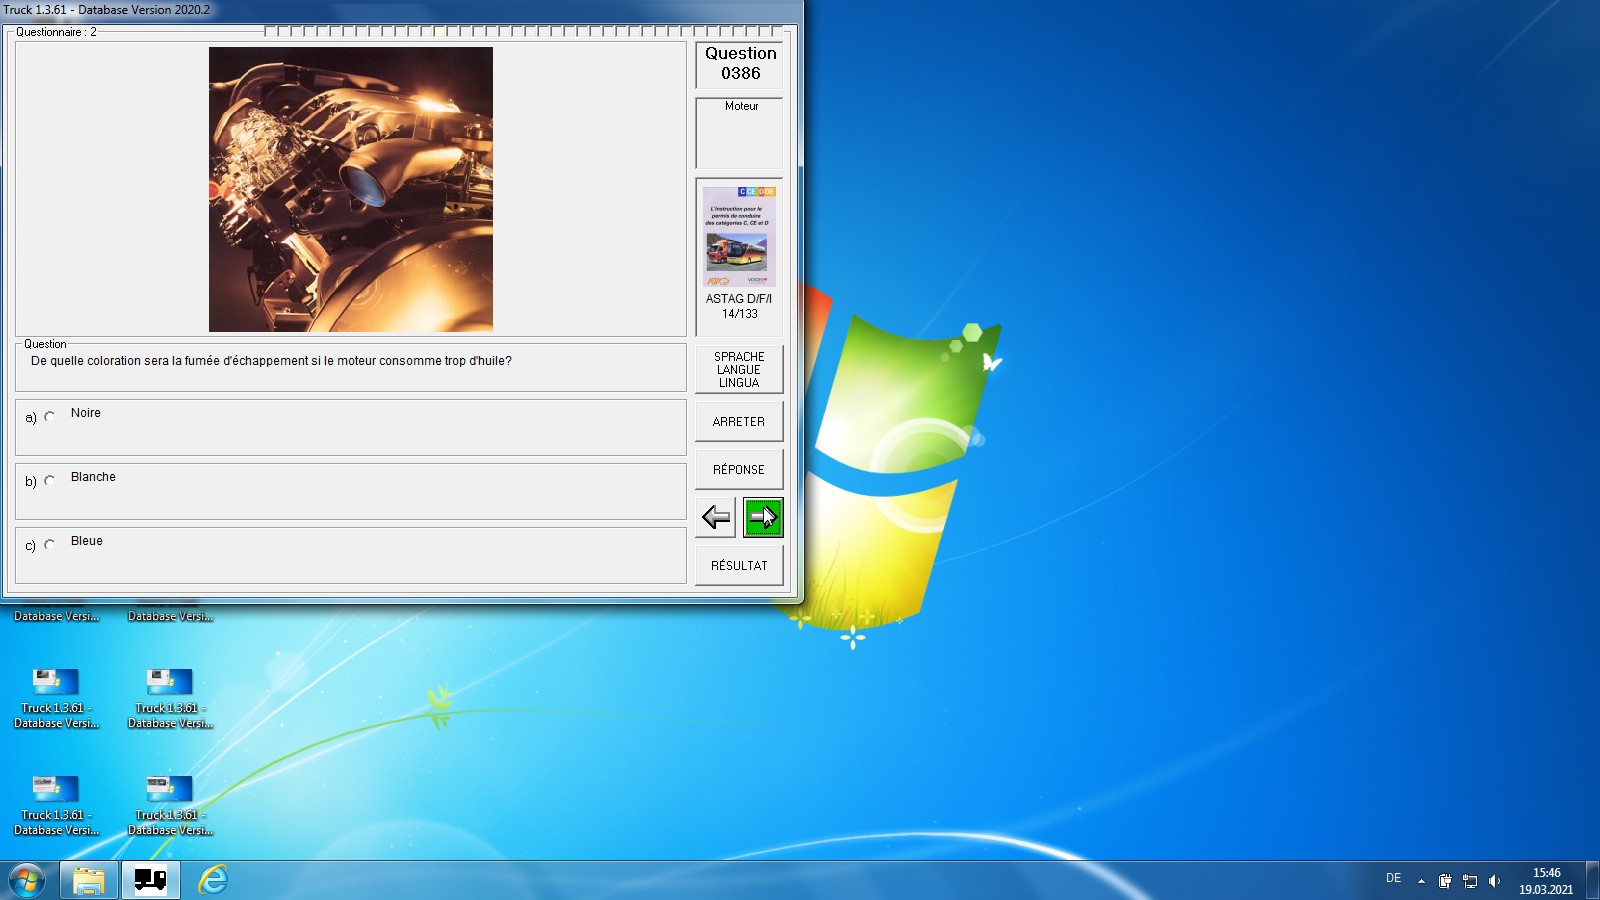 Truck 1.3.61 - Database Version 2020.2
Questionnaire : 2
Question
0386
Moteur
C CE D DE
L'instruction pour le
permis de conduire
des catégories C, CE et D
ASTAG D/F/I
14/133
Question
De quelle coloration sera la fumée d'échappement si le moteur consomme trop d'huile?
a) Noire
b) Blanche
c) Bleue
SPRACHE
LANGUE
LINGUA
ARRETER
RÉPONSE
RÉSULTAT
Database Versi...
Database Versi...
Truck 1.3.61 -
Database Versi...
Truck 1.3.61 -
Database Versi...
Truck 1.3.61 -
Database Versi...
Truck 1.3.61 -
Database Versi...
DE
15:46
19.03.2021